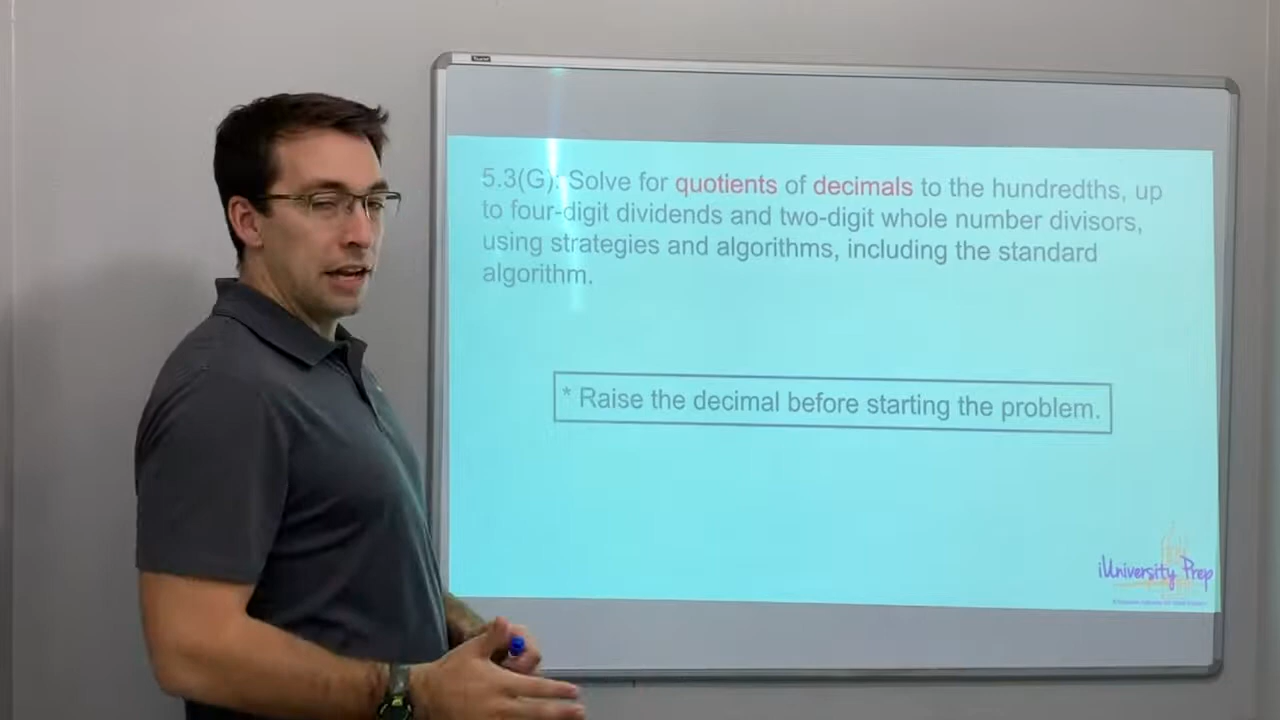 5.3(G): Solve for quotients of decimals to the hundredths, up
to four-digit dividends and two-digit whole number divisors,
using strategies and algorithms, including the standard
algorithm.
* Raise the decimal before starting the problem.
iUniversity Prep